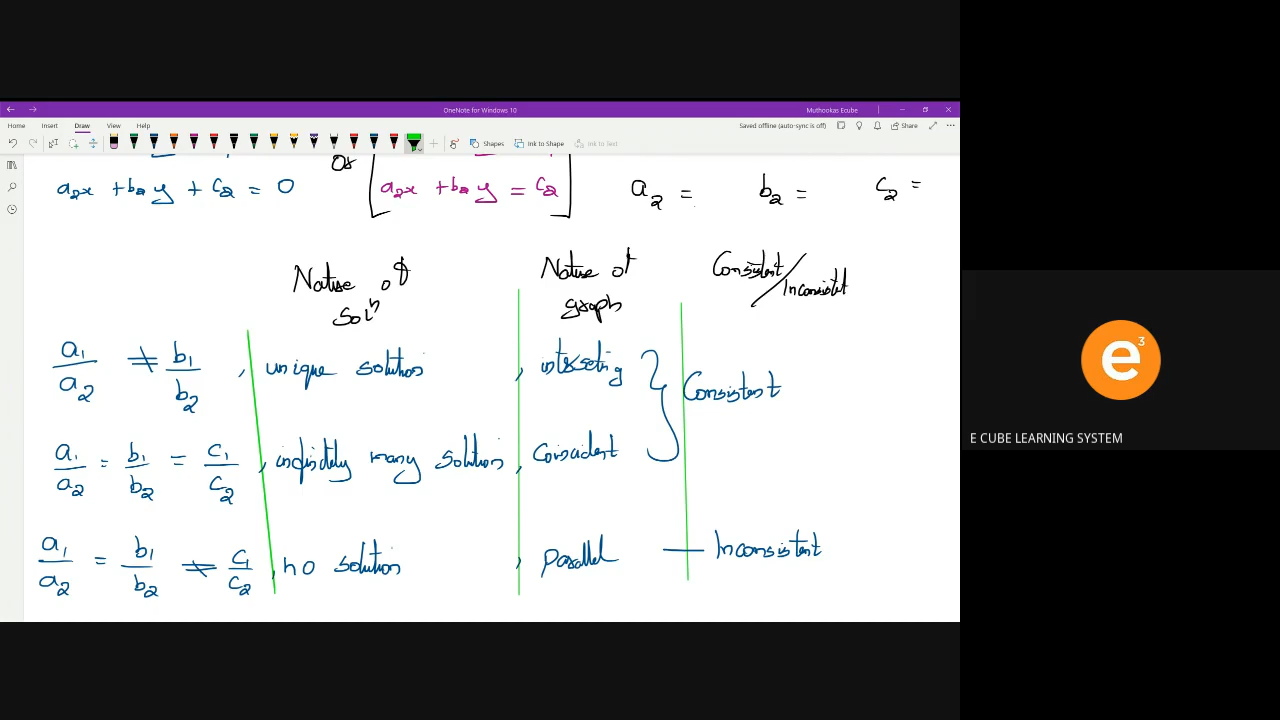 OneNote for Windows 10
Muthookas Ecube
Home Insert Draw View Help
Saved offline (auto-sync is off)
Share
Shapes
Ink to Shape
Ink to Text
Or
a₂x + b₂y + c₂ = 0
a₂x + b₂y = c₂
a₂ = b₂ = c₂ =
Nature of solⁿ
Nature of graph
Consistent/Inconsistent
a₁/a₂ ≠ b₁/b₂ , unique solution , interseting } Consistent
a₁/a₂ = b₁/b₂ = c₁/c₂ , infinitely many solution , Coincident
a₁/a₂ = b₁/b₂ ≠ c₁/c₂ , no solution , parallel — Inconsistent
e³
E CUBE LEARNING SYSTEM